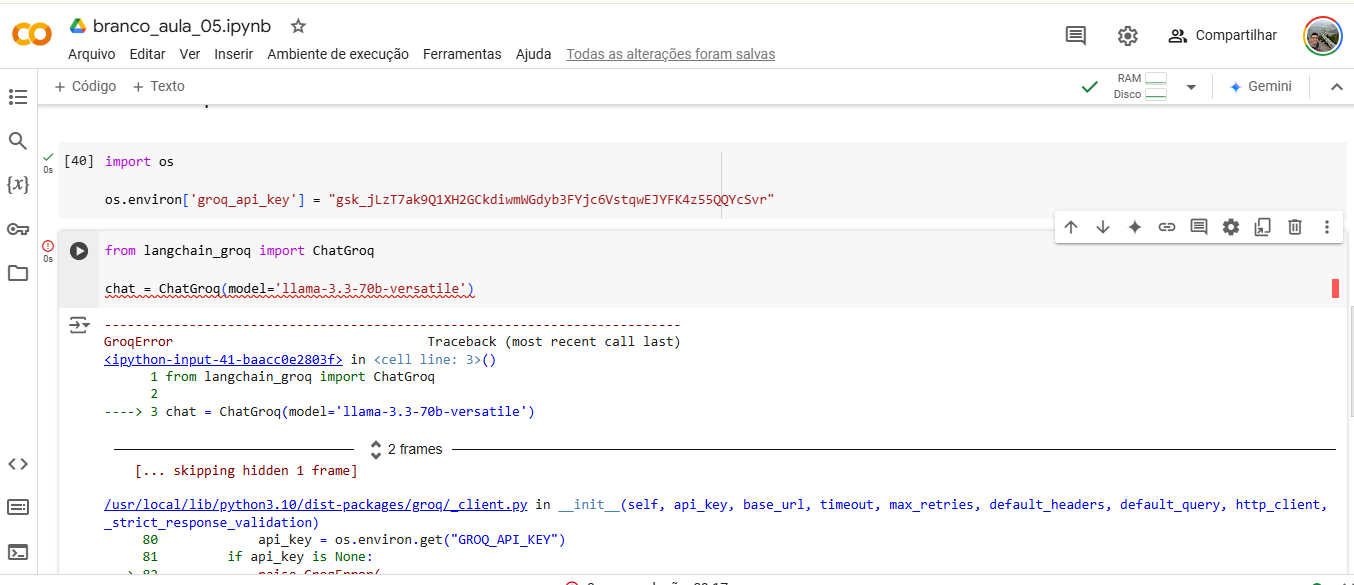 branco_aula_05.ipynb
Arquivo Editar Ver Inserir Ambiente de execução Ferramentas Ajuda Todas as alterações foram salvas
Compartilhar
+ Código + Texto
RAM
Disco
Gemini
{x}
0s
[40] import os
os.environ['groq_api_key'] = "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"
0s
from langchain_groq import ChatGroq
chat = ChatGroq(model='llama-3.3-70b-versatile')
---------------------------------------------------------------------------
GroqError Traceback (most recent call last)
<ipython-input-41-baacc0e2803f> in <cell line: 3>()
1 from langchain_groq import ChatGroq
2
----> 3 chat = ChatGroq(model='llama-3.3-70b-versatile')
2 frames
[... skipping hidden 1 frame]
/usr/local/lib/python3.10/dist-packages/groq/_client.py in __init__(self, api_key, base_url, timeout, max_retries, default_headers, default_query, http_client,
_strict_response_validation)
80 api_key = os.environ.get("GROQ_API_KEY")
81 if api_key is None:
82 raise GroqError(